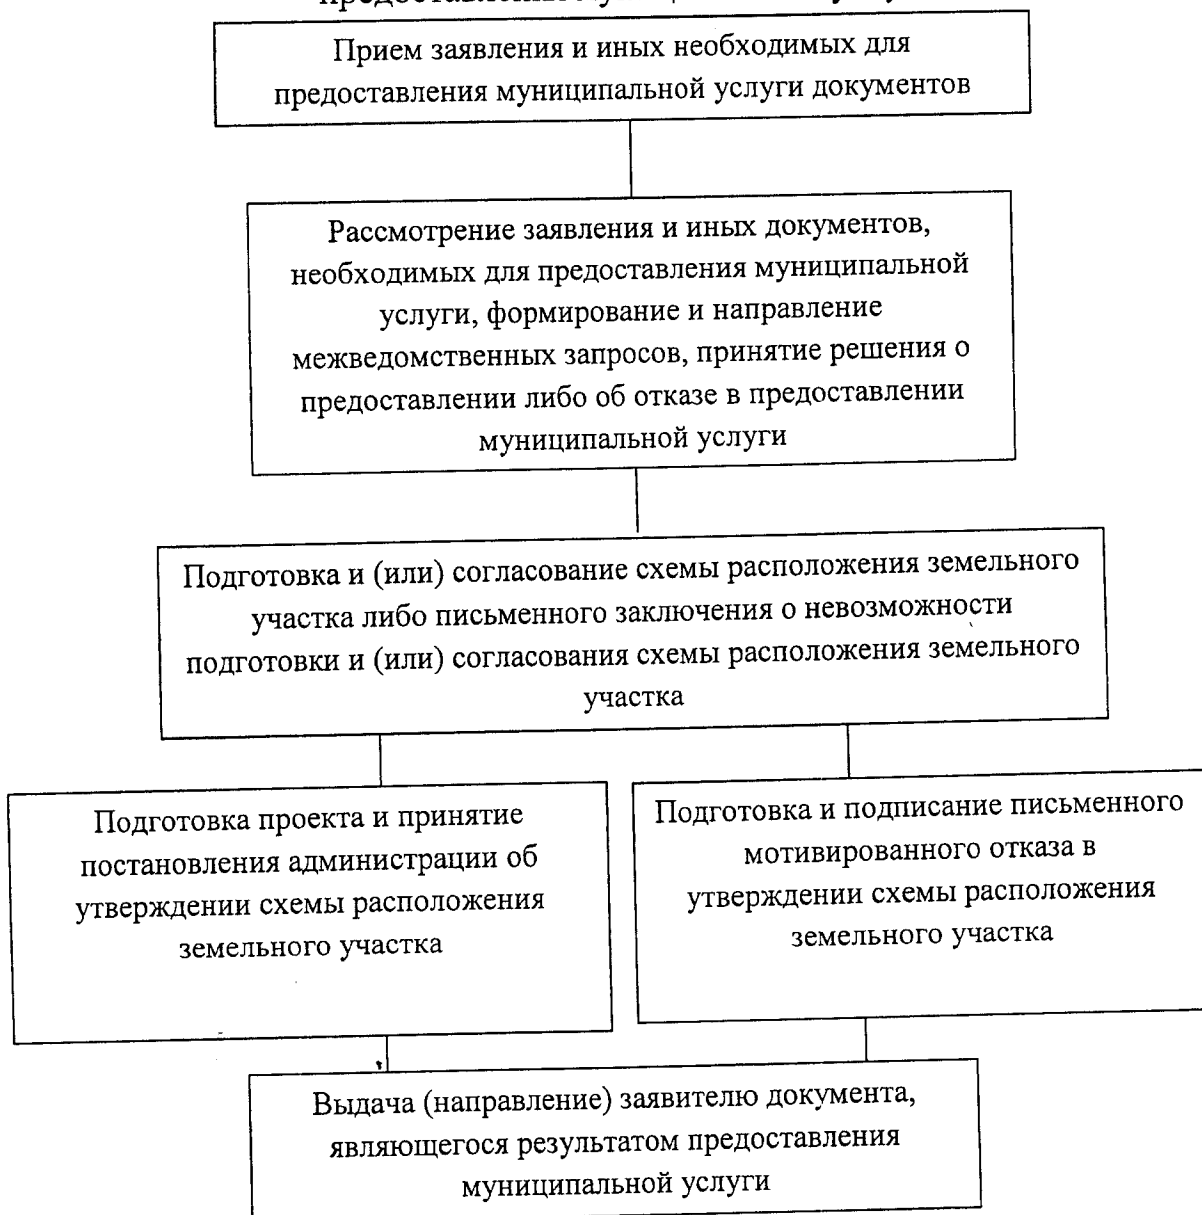 Прием заявления и иных необходимых для
предоставления муниципальной услуги документов
Рассмотрение заявления и иных документов,
необходимых для предоставления муниципальной
услуги, формирование и направление
межведомственных запросов, принятие решения о
предоставлении либо об отказе в предоставлении
муниципальной услуги
Подготовка и (или) согласование схемы расположения земельного
участка либо письменного заключения о невозможности
подготовки и (или) согласования схемы расположения земельного
участка
Подготовка проекта и принятие
постановления администрации об
утверждении схемы расположения
земельного участка
Подготовка и подписание письменного
мотивированного отказа в
утверждении схемы расположения
земельного участка
Выдача (направление) заявителю документа,
являющегося результатом предоставления
муниципальной услуги